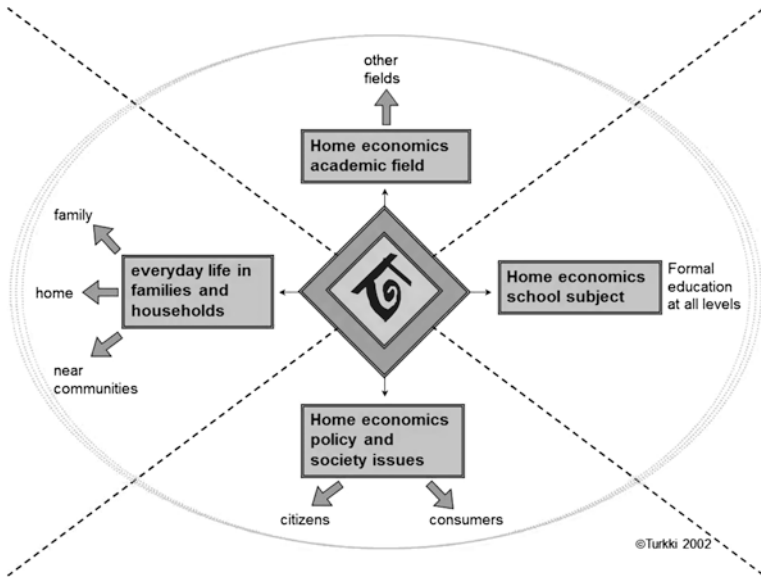 other
fields
Home economics
academic field
family
home
near
communities
everyday life in
families and
households
Home economics
school subject
Formal
education
at all levels
Home economics
policy and
society issues
citizens
consumers
©Turkki 2002